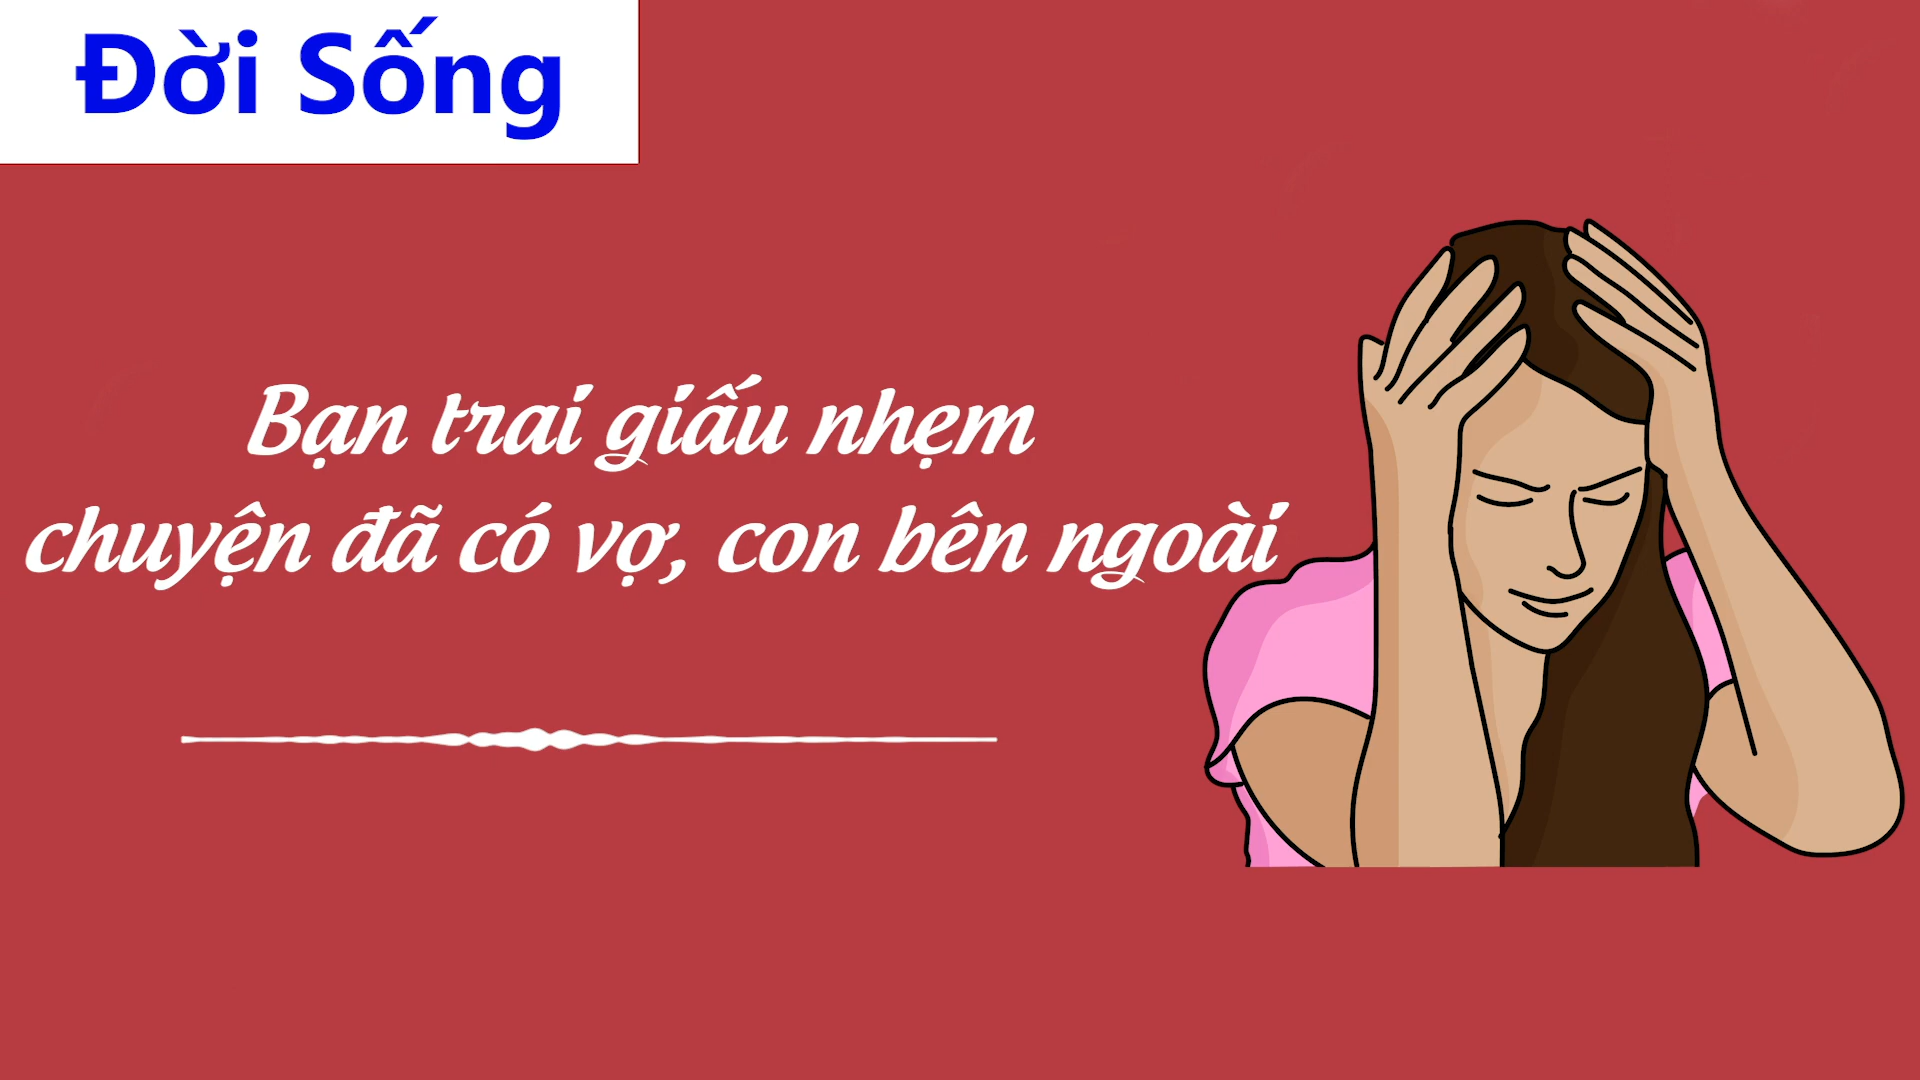 Đời Sống
Bạn trai giấu nhẹm
chuyện đã có vợ, con bên ngoài